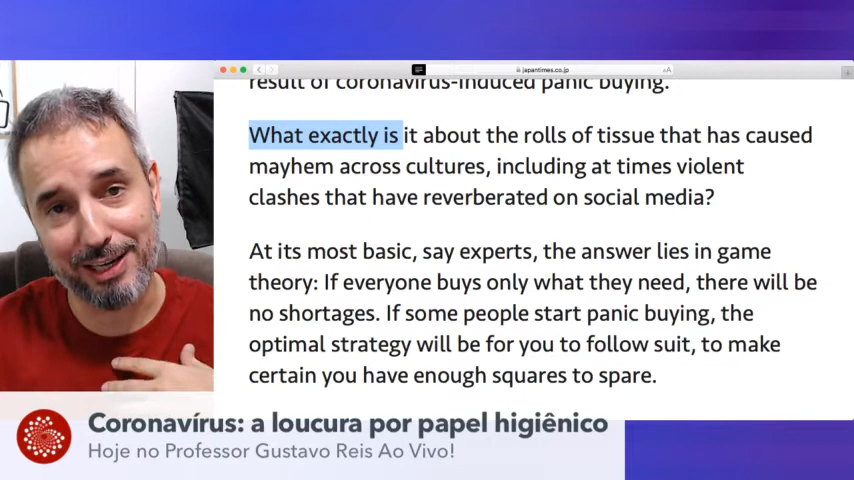 japantimes.co.jp
result of coronavirus-induced panic buying.
What exactly is it about the rolls of tissue that has caused
mayhem across cultures, including at times violent
clashes that have reverberated on social media?
At its most basic, say experts, the answer lies in game
theory: If everyone buys only what they need, there will be
no shortages. If some people start panic buying, the
optimal strategy will be for you to follow suit, to make
certain you have enough squares to spare.
Coronavírus: a loucura por papel higiênico
Hoje no Professor Gustavo Reis Ao Vivo!